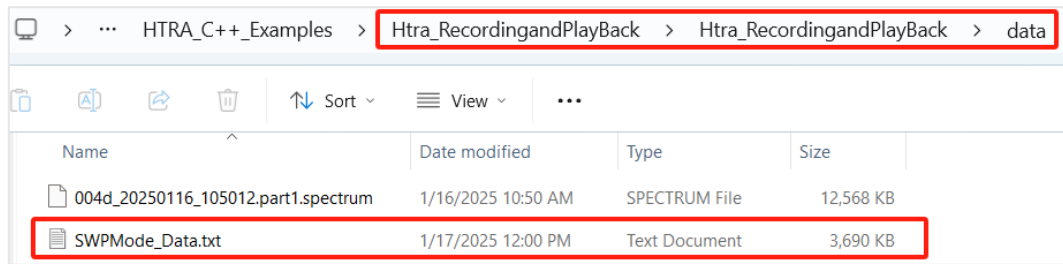 > ... HTRA_C++_Examples > Htra_RecordingandPlayBack > Htra_RecordingandPlayBack > data
Sort View ...
Name Date modified Type Size
004d_20250116_105012.part1.spectrum 1/16/2025 10:50 AM SPECTRUM File 12,568 KB
SWPMode_Data.txt 1/17/2025 12:00 PM Text Document 3,690 KB